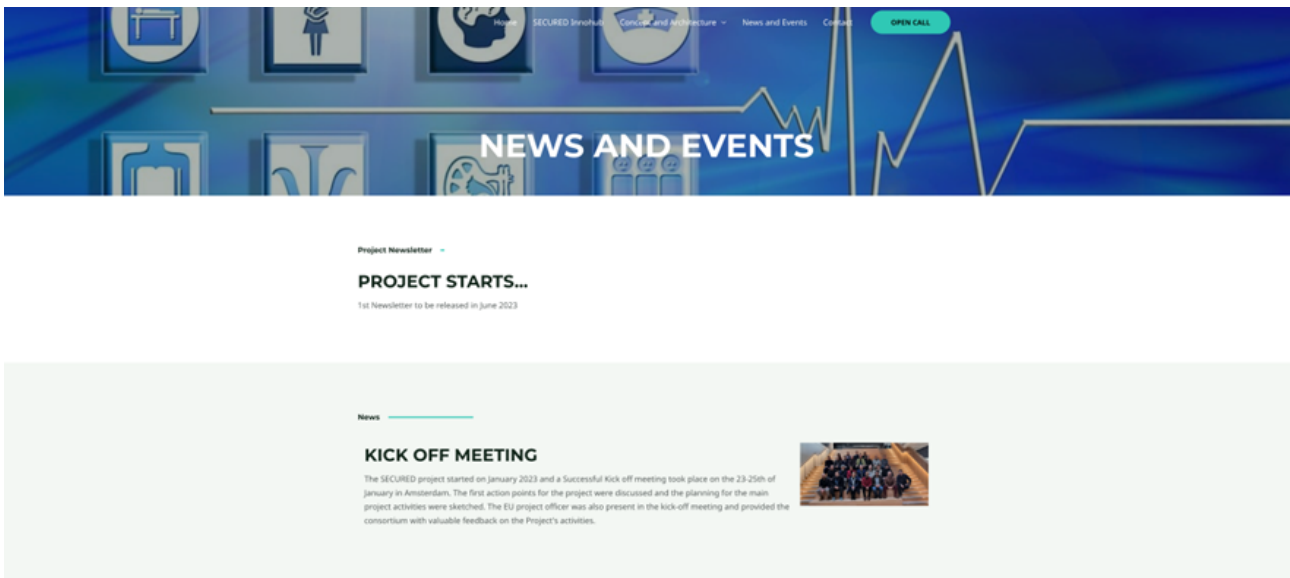 Home SECURED Innohub Concept and Architecture News and Events Contact OPEN CALL
NEWS AND EVENTS
Project Newsletter
PROJECT STARTS...
1st Newsletter to be released in June 2023
News
KICK OFF MEETING
The SECURED project started on January 2023 and a Successful Kick off meeting took place on the 23-25th of
January in Amsterdam. The first action points for the project were discussed and the planning for the main
project activities were sketched. The EU project officer was also present in the kick-off meeting and provided the
consortium with valuable feedback on the Project's activities.